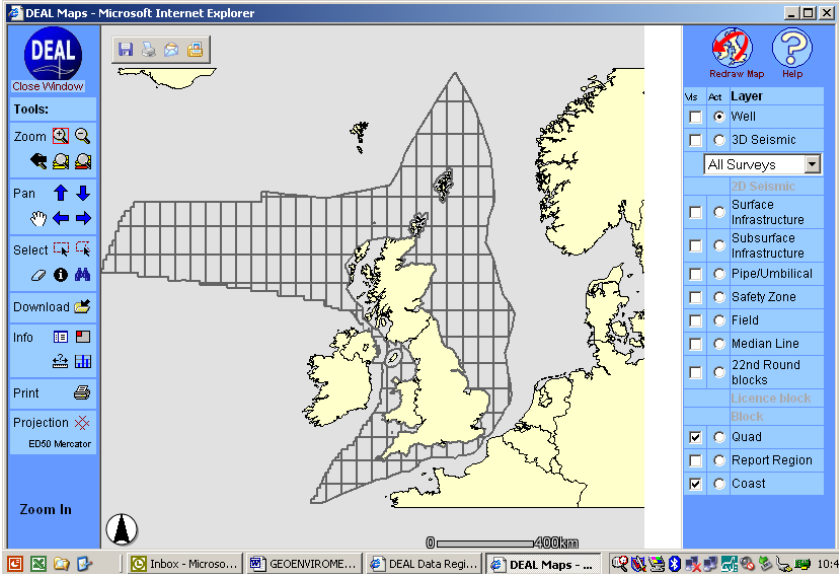 DEAL Maps - Microsoft Internet Explorer
DEAL
Close Window
Tools:
Zoom
Pan
Select
Download
Info
Print
Projection
ED50 Mercator
Zoom In
0 400km
Redraw Map Help
Vis Act Layer
Well
3D Seismic
All Surveys
2D Seismic
Surface
Infrastructure
Subsurface
Infrastructure
Pipe/Umbilical
Safety Zone
Field
Median Line
22nd Round
blocks
Licence block
Block
Quad
Report Region
Coast
Inbox - Microso... GEOENVIROME... DEAL Data Regi... DEAL Maps - ...